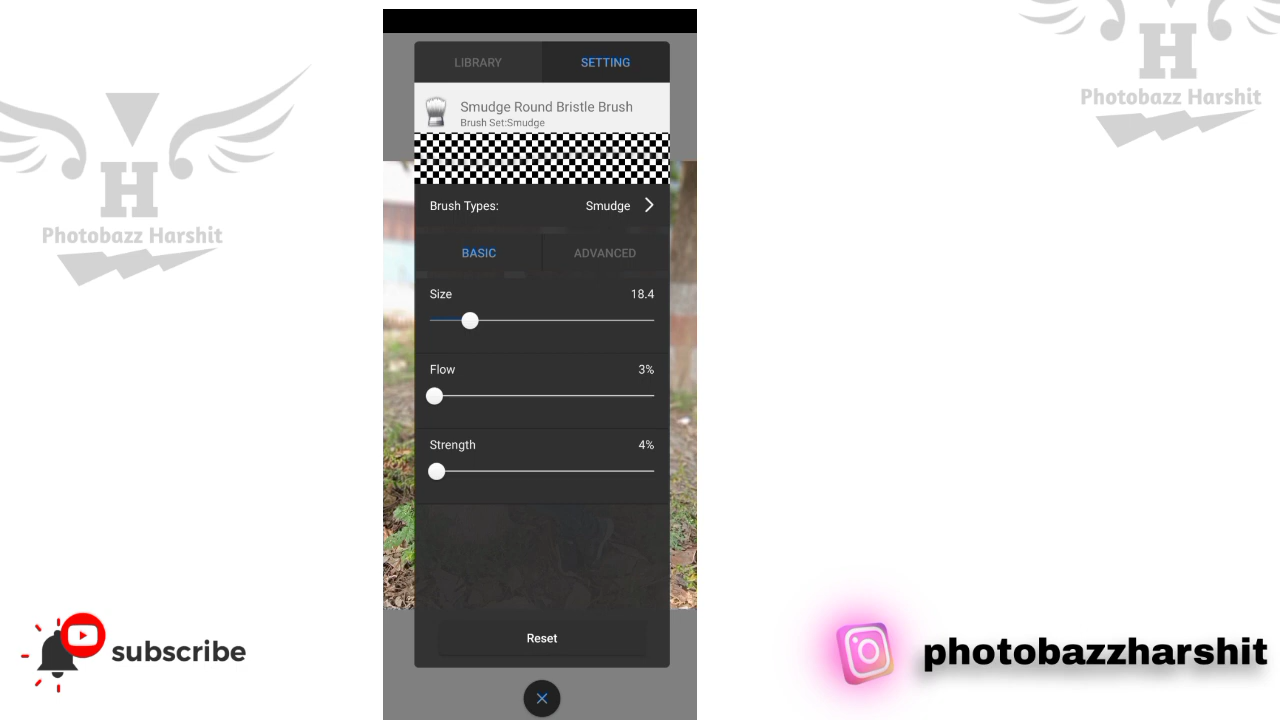 H
Photobazz Harshit
H
Photobazz Harshit
LIBRARY
SETTING
Smudge Round Bristle Brush
Brush Set:Smudge
Brush Types:
Smudge
BASIC
ADVANCED
Size
18.4
Flow
3%
Strength
4%
Reset
subscribe
photobazzharshit